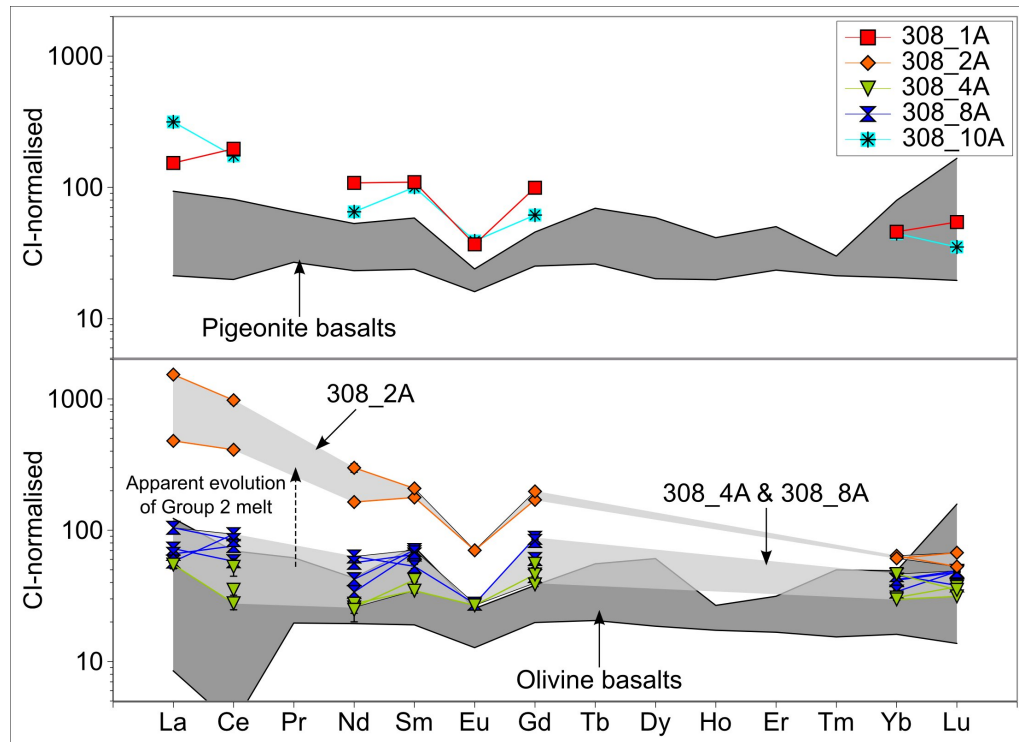 1000
100
10
CI-normalised
308_1A
308_2A
308_4A
308_8A
308_10A
Pigeonite basalts
1000
100
10
CI-normalised
308_2A
Apparent evolution
of Group 2 melt
308_4A & 308_8A
Olivine basalts
La Ce Pr Nd Sm Eu Gd Tb Dy Ho Er Tm Yb Lu